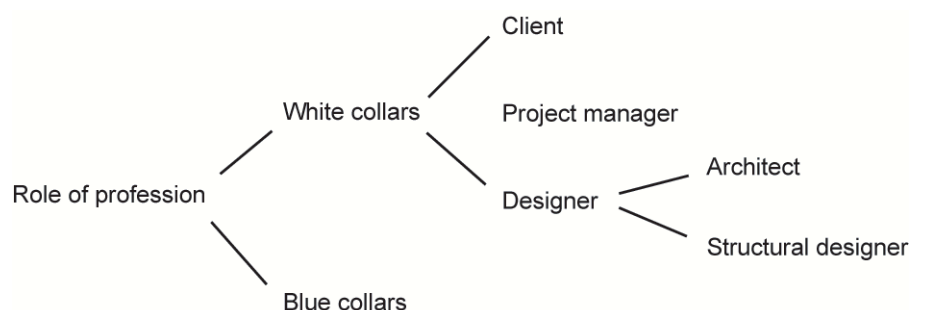 Client
White collars
Project manager
Architect
Role of profession
Designer
Structural designer
Blue collars